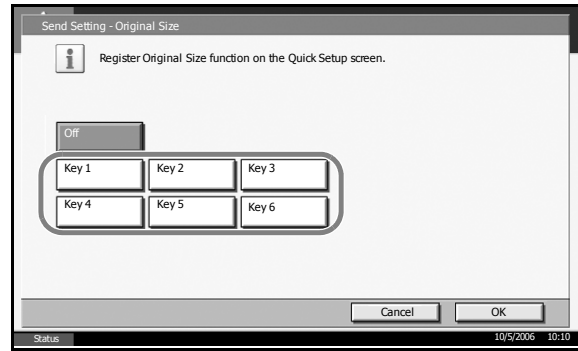 Send Setting - Original Size
Register Original Size function on the Quick Setup screen.
Off
Key 1 Key 2 Key 3
Key 4 Key 5 Key 6
Cancel OK
Status 10/5/2006 10:10